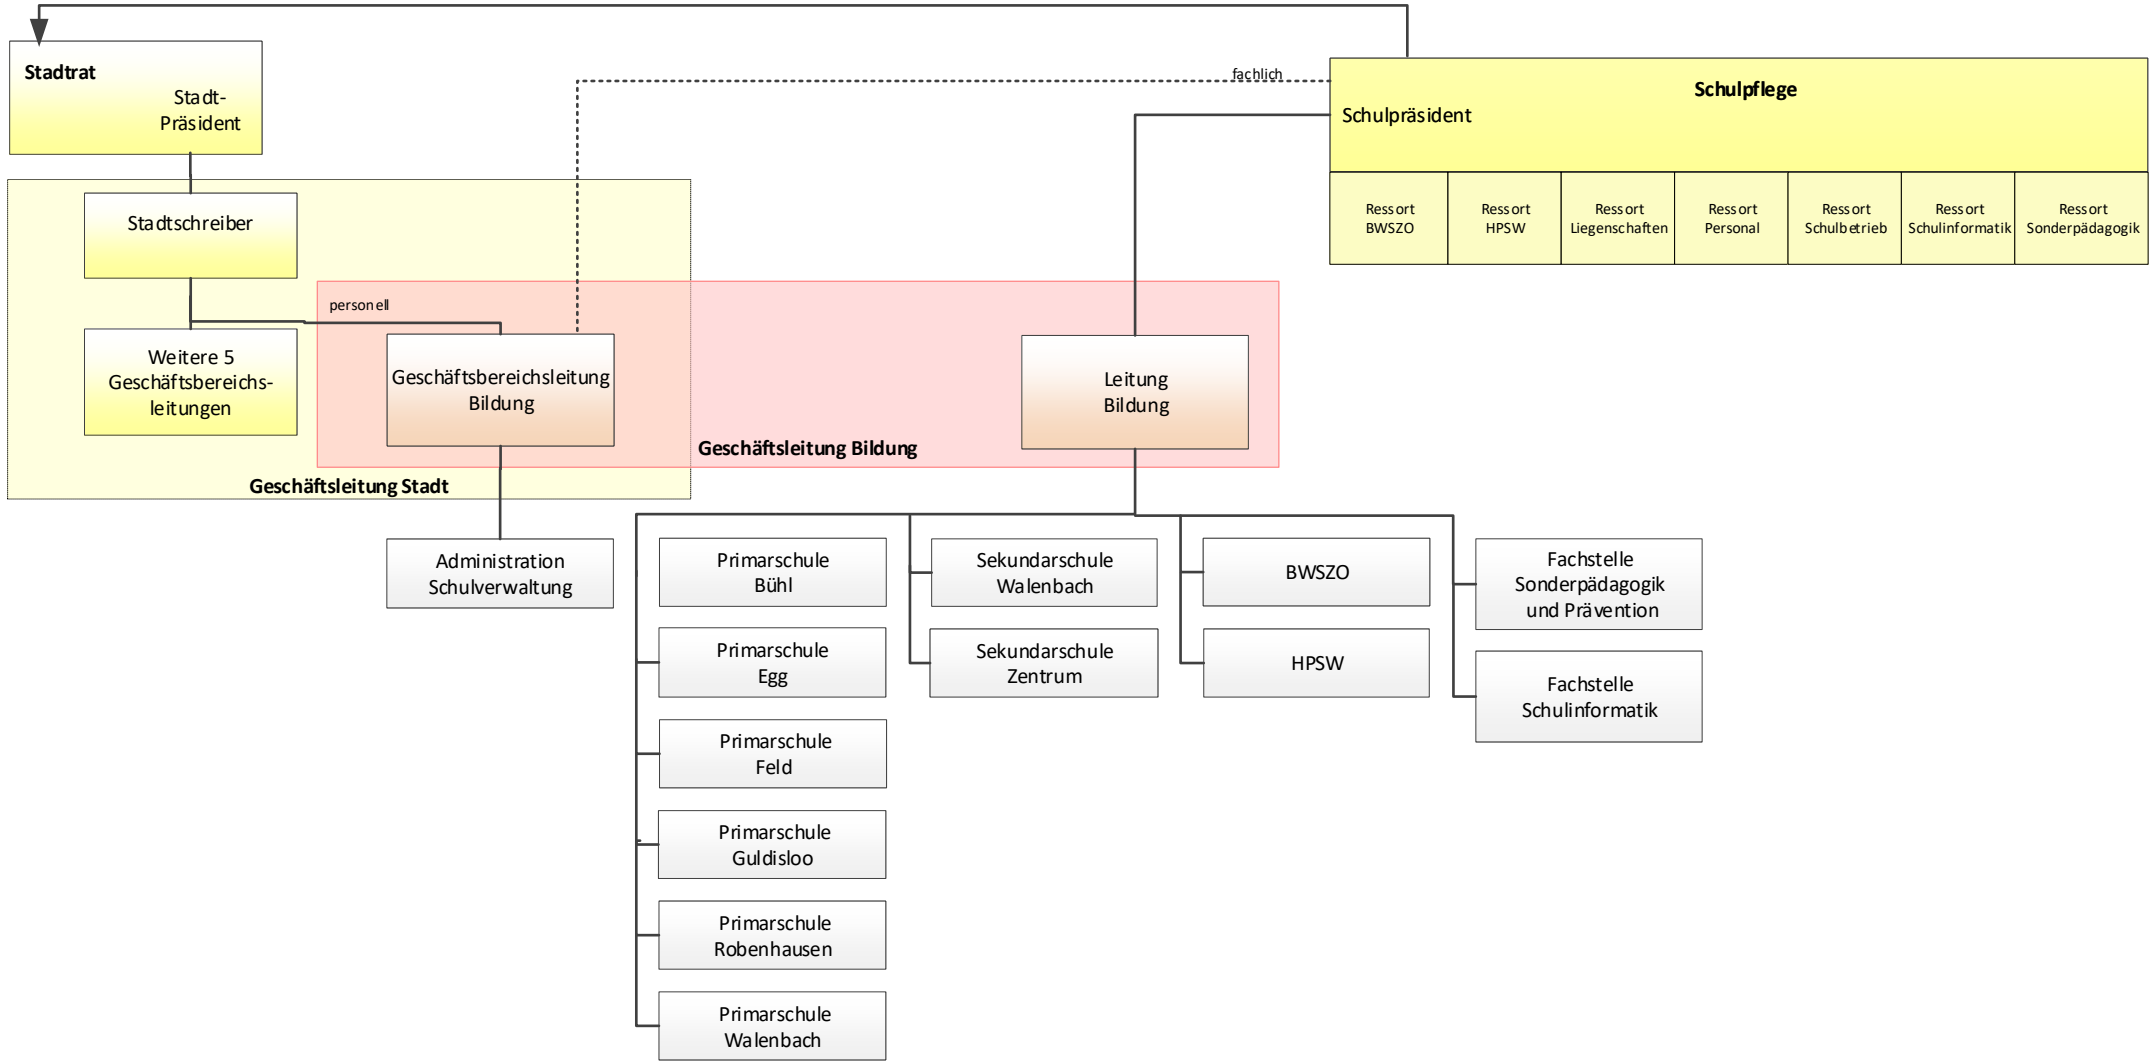 Stadtrat
Stadt-
Präsident
fachlich
Schulpflege
Schulpräsident
Ressort
BWSZO
Ressort
HPSW
Ressort
Liegenschaften
Ressort
Personal
Ressort
Schulbetrieb
Ressort
Schulinformatik
Ressort
Sonderpädagogik
Stadtschreiber
personell
Weitere 5
Geschäftsbereichs-
leitungen
Geschäftsbereichsleitung
Bildung
Leitung
Bildung
Geschäftsleitung Bildung
Geschäftsleitung Stadt
Administration
Schulverwaltung
Primarschule
Bühl
Primarschule
Egg
Primarschule
Feld
Primarschule
Guldisloo
Primarschule
Robenhausen
Primarschule
Walenbach
Sekundarschule
Walenbach
Sekundarschule
Zentrum
BWSZO
HPSW
Fachstelle
Sonderpädagogik
und Prävention
Fachstelle
Schulinformatik